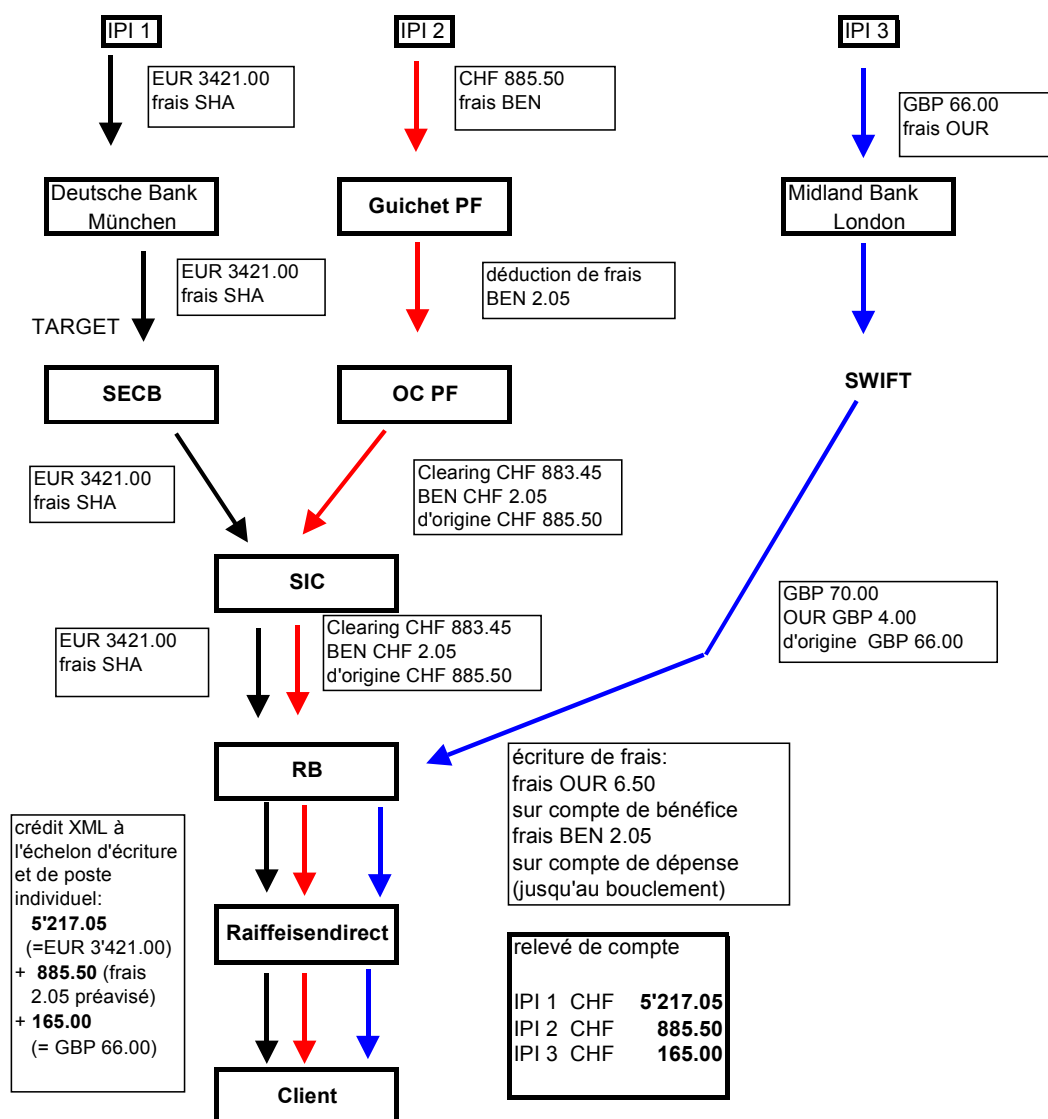 IPI 1
IPI 2
IPI 3
EUR 3421.00
frais SHA
CHF 885.50
frais BEN
GBP 66.00
frais OUR
Deutsche Bank
München
Guichet PF
Midland Bank
London
EUR 3421.00
frais SHA
déduction de frais
BEN 2.05
TARGET
SECB
OC PF
SWIFT
EUR 3421.00
frais SHA
Clearing CHF 883.45
BEN CHF 2.05
d'origine CHF 885.50
SIC
GBP 70.00
OUR GBP 4.00
d'origine GBP 66.00
EUR 3421.00
frais SHA
Clearing CHF 883.45
BEN CHF 2.05
d'origine CHF 885.50
RB
écriture de frais:
frais OUR 6.50
sur compte de bénéfice
frais BEN 2.05
sur compte de dépense
(jusqu'au bouclement)
crédit XML à
l'échelon d'écriture
et de poste
individuel:
5'217.05
(=EUR 3'421.00)
+ 885.50 (frais
2.05 préavisé)
+ 165.00
(= GBP 66.00)
Raiffeisendirect
relevé de compte
IPI 1 CHF 5'217.05
IPI 2 CHF 885.50
IPI 3 CHF 165.00
Client